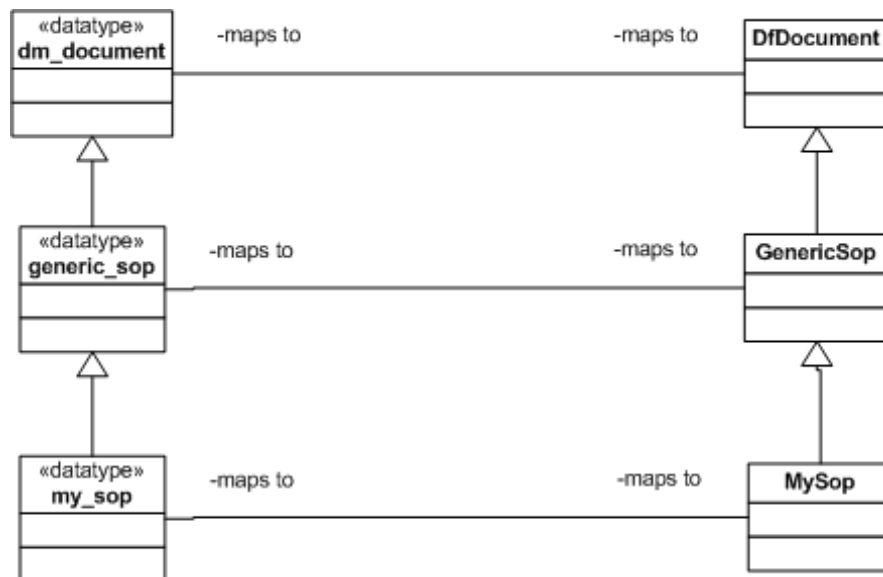 «datatype»
dm_document
-maps to
-maps to
DfDocument
«datatype»
generic_sop
-maps to
-maps to
GenericSop
«datatype»
my_sop
-maps to
-maps to
MySop